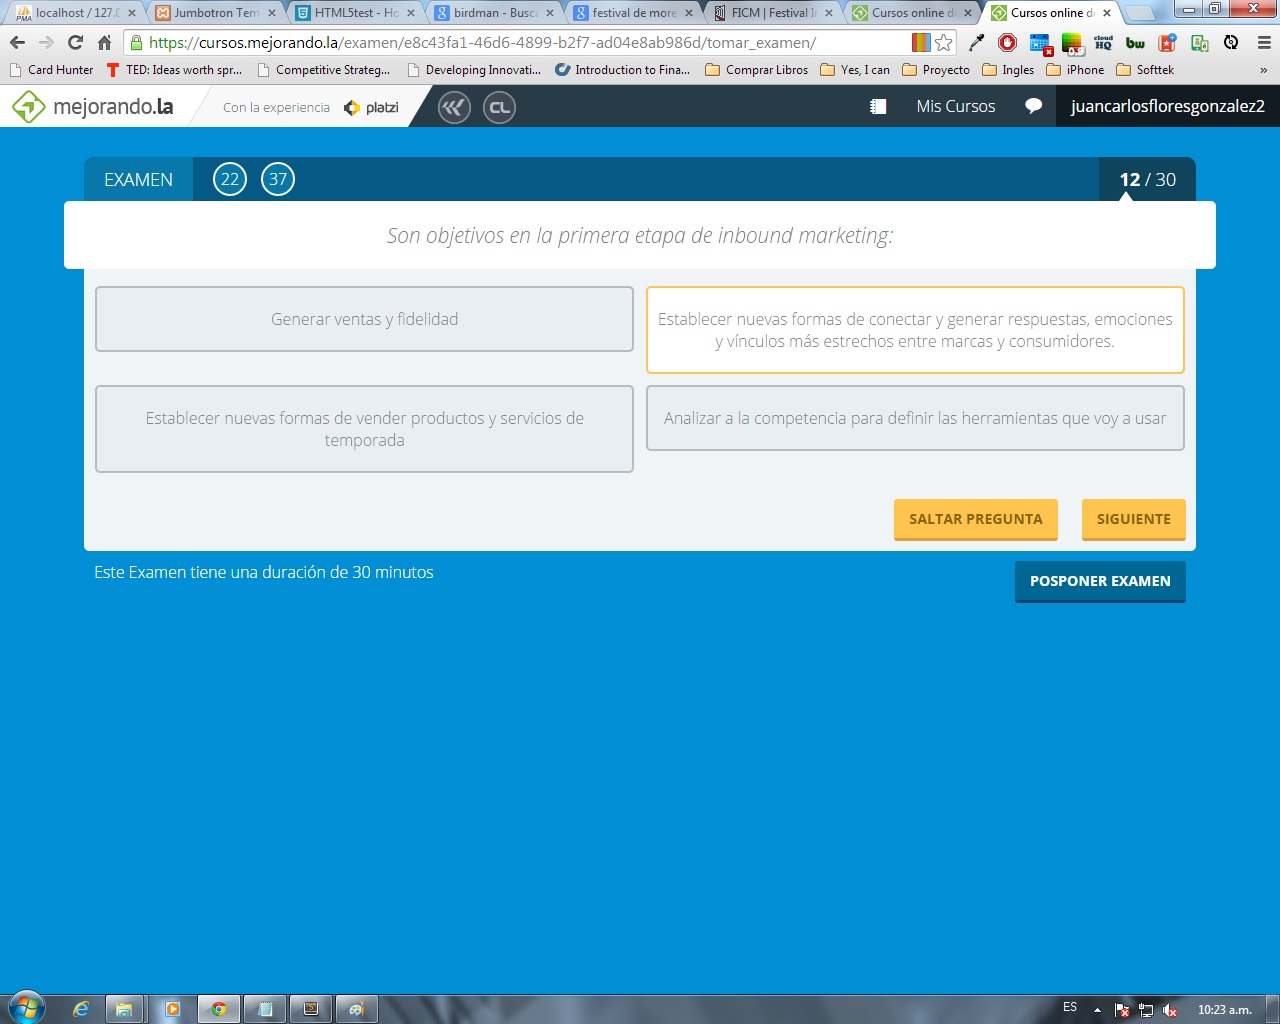 localhost / 127.0
Jumbotron Tem
HTML5test - Ho
birdman - Busca
festival de more
FICM | Festival I
Cursos online d
Cursos online de
https://cursos.mejorando.la/examen/e8c43fa1-46d6-4899-b2f7-ad04e8ab986d/tomar_examen/
cloud HQ
bw
Card Hunter
TED: Ideas worth spr...
Competitive Strateg...
Developing Innovati...
Introduction to Fina...
Comprar Libros
Yes, I can
Proyecto
Ingles
iPhone
Softtek
»
mejorando.la
Con la experiencia
platzi
CL
Mis Cursos
juancarlosfloresgonzalez2
EXAMEN
22
37
12 / 30
Son objetivos en la primera etapa de inbound marketing:
Generar ventas y fidelidad
Establecer nuevas formas de conectar y generar respuestas, emociones
y vínculos más estrechos entre marcas y consumidores.
Establecer nuevas formas de vender productos y servicios de
temporada
Analizar a la competencia para definir las herramientas que voy a usar
SALTAR PREGUNTA
SIGUIENTE
Este Examen tiene una duración de 30 minutos
POSPONER EXAMEN
ES
10:23 a.m.